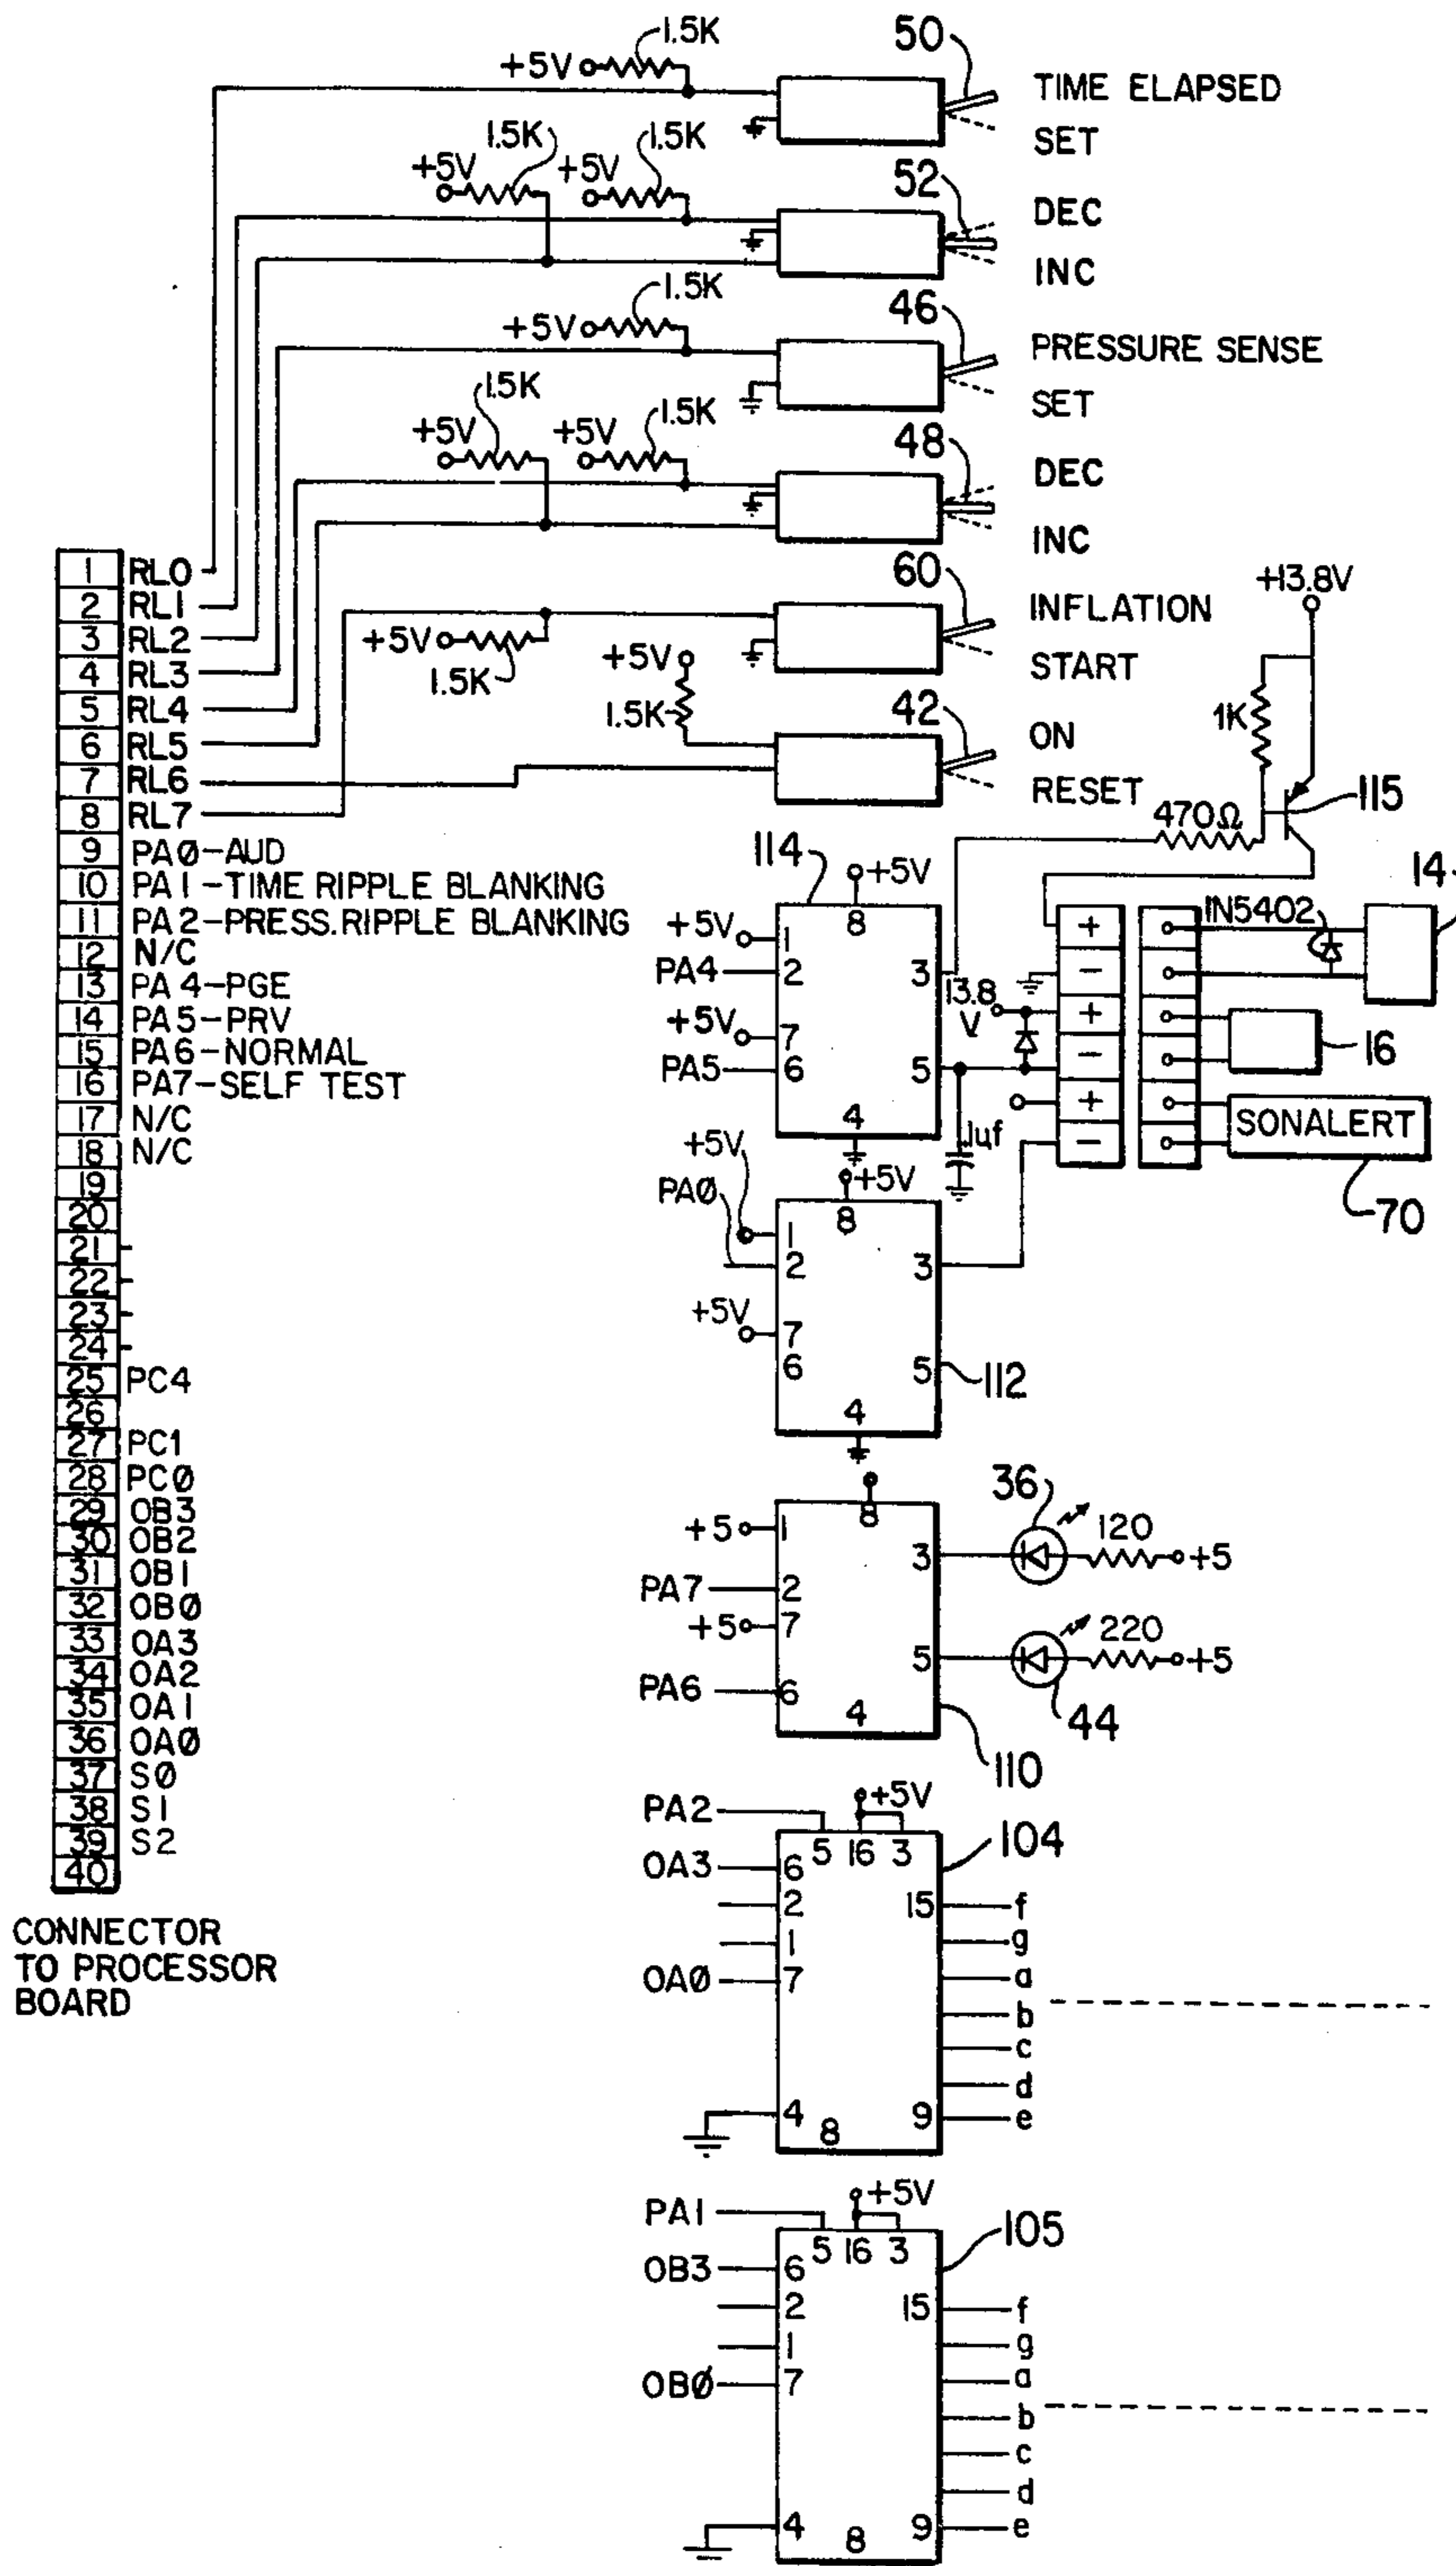 1.5K
50
+5V
TIME ELAPSED
SET
1.5K
1.5K
+5V
+5V
52
DEC
INC
1.5K
+5V
46
PRESSURE SENSE
SET
1.5K
1.5K
+5V
+5V
48
DEC
INC
60
INFLATION
START
+5V
1.5K
+5V
1.5K
42
ON
RESET
+13.8V
1K
470Ω
115
1 RL0
2 RL1
3 RL2
4 RL3
5 RL4
6 RL5
7 RL6
8 RL7
9 PAØ-AUD
10 PA1-TIME RIPPLE BLANKING
11 PA2-PRESS. RIPPLE BLANKING
12 N/C
13 PA4-PGE
14 PA5-PRV
15 PA6-NORMAL
16 PA7-SELF TEST
17 N/C
18 N/C
19
20
21
22
23
24
25 PC4
26
27 PC1
28 PCØ
29 OB3
30 OB2
31 OB1
32 OBØ
33 OA3
34 OA2
35 OA1
36 OAØ
37 SØ
38 S1
39 S2
40
CONNECTOR
TO PROCESSOR
BOARD
114
+5V
8
+5V 1
PA4 2
3
+5V 7
PA5 6
5
4
1uf
13.8
V
+
-
+
-
+
-
1N5402
14
16
SONALERT
70
+5V
PAØ
+5V
8
1
2
3
+5V
7
6
5
112
4
8
+5 1
PA7 2
3
+5 7
PA6 6
5
4
36
120
+5
220
+5
44
110
PA2
+5V
5 16 3
104
OA3 6
2
1
OAØ 7
15 f
g
a
b
c
d
9 e
4
8
PA1
+5V
5 16 3
105
OB3 6
2
1
OBØ 7
15 f
g
a
b
c
d
9 e
4
8